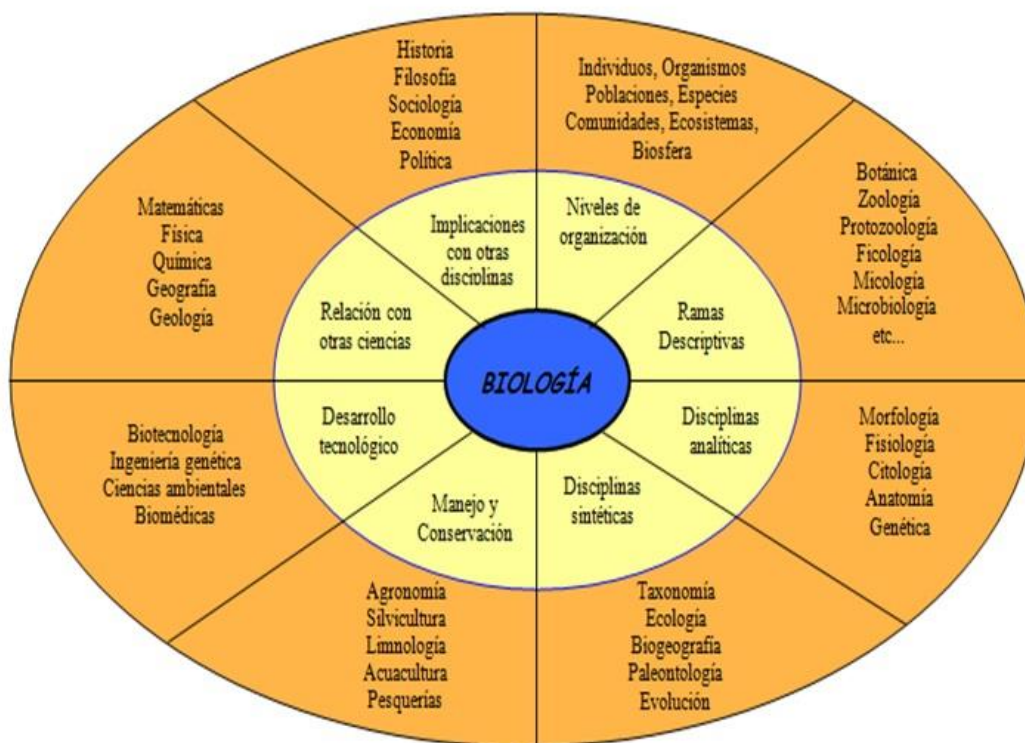 Historia
Filosofía
Sociología
Economía
Política
Individuos, Organismos
Poblaciones, Especies
Comunidades, Ecosistemas,
Biosfera
Botánica
Zoología
Protozoología
Ficología
Micología
Microbiología
etc...
Matemáticas
Física
Química
Geografía
Geología
Implicaciones
con otras
disciplinas
Niveles de
organización
Relación con
otras ciencias
Ramas
Descriptivas
BIOLOGÍA
Desarrollo
tecnológico
Disciplinas
analíticas
Manejo y
Conservación
Disciplinas
sintéticas
Biotecnología
Ingeniería genética
Ciencias ambientales
Biomédicas
Morfología
Fisiología
Citología
Anatomía
Genética
Agronomía
Silvicultura
Limnología
Acuacultura
Pesquerías
Taxonomía
Ecología
Biogeografía
Paleontología
Evolución